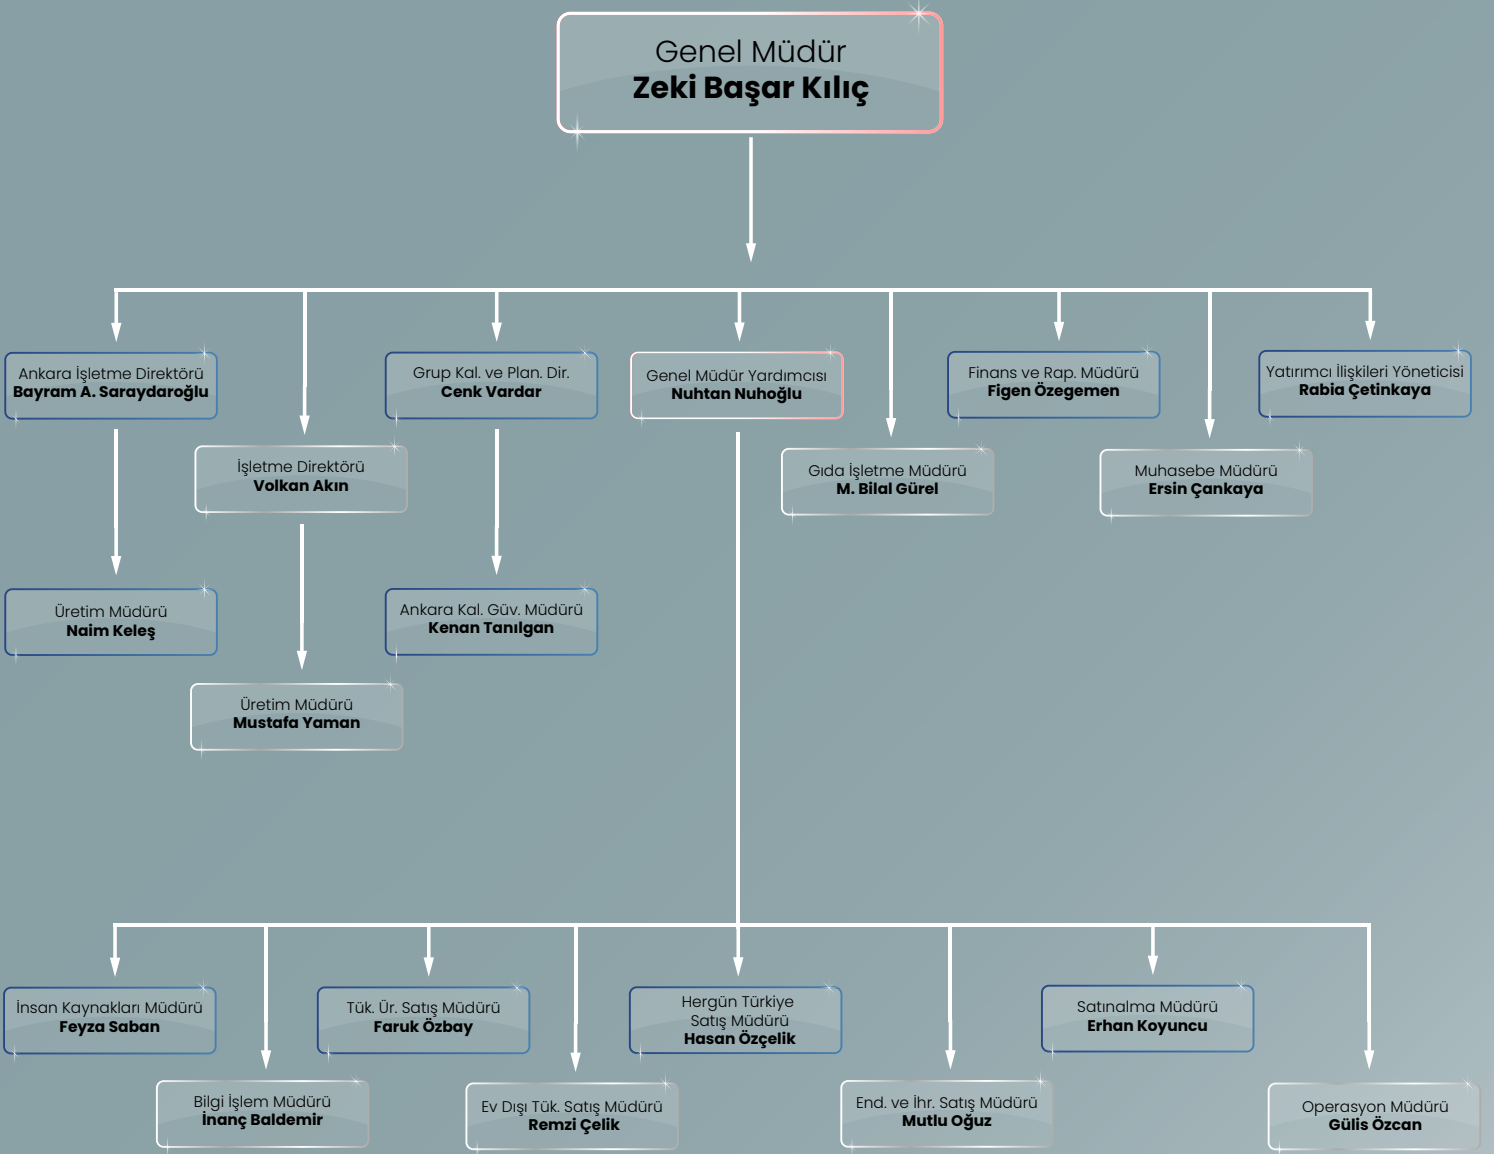 Genel Müdür
Zeki Başar Kılıç
Ankara İşletme Direktörü
Bayram A. Saraydaroğlu
Grup Kal. ve Plan. Dir.
Cenk Vardar
Genel Müdür Yardımcısı
Nuhtan Nuhoğlu
Finans ve Rap. Müdürü
Figen Özegemen
Yatırımcı İlişkileri Yöneticisi
Rabia Çetinkaya
İşletme Direktörü
Volkan Akın
Gıda İşletme Müdürü
M. Bilal Gürel
Muhasebe Müdürü
Ersin Çankaya
Üretim Müdürü
Naim Keleş
Ankara Kal. Güv. Müdürü
Kenan Tanılgan
Üretim Müdürü
Mustafa Yaman
İnsan Kaynakları Müdürü
Feyza Saban
Tük. Ür. Satış Müdürü
Faruk Özbay
Hergün Türkiye
Satış Müdürü
Hasan Özçelik
Satınalma Müdürü
Erhan Koyuncu
Bilgi İşlem Müdürü
İnanç Baldemir
Ev Dışı Tük. Satış Müdürü
Remzi Çelik
End. ve İhr. Satış Müdürü
Mutlu Oğuz
Operasyon Müdürü
Gülis Özcan